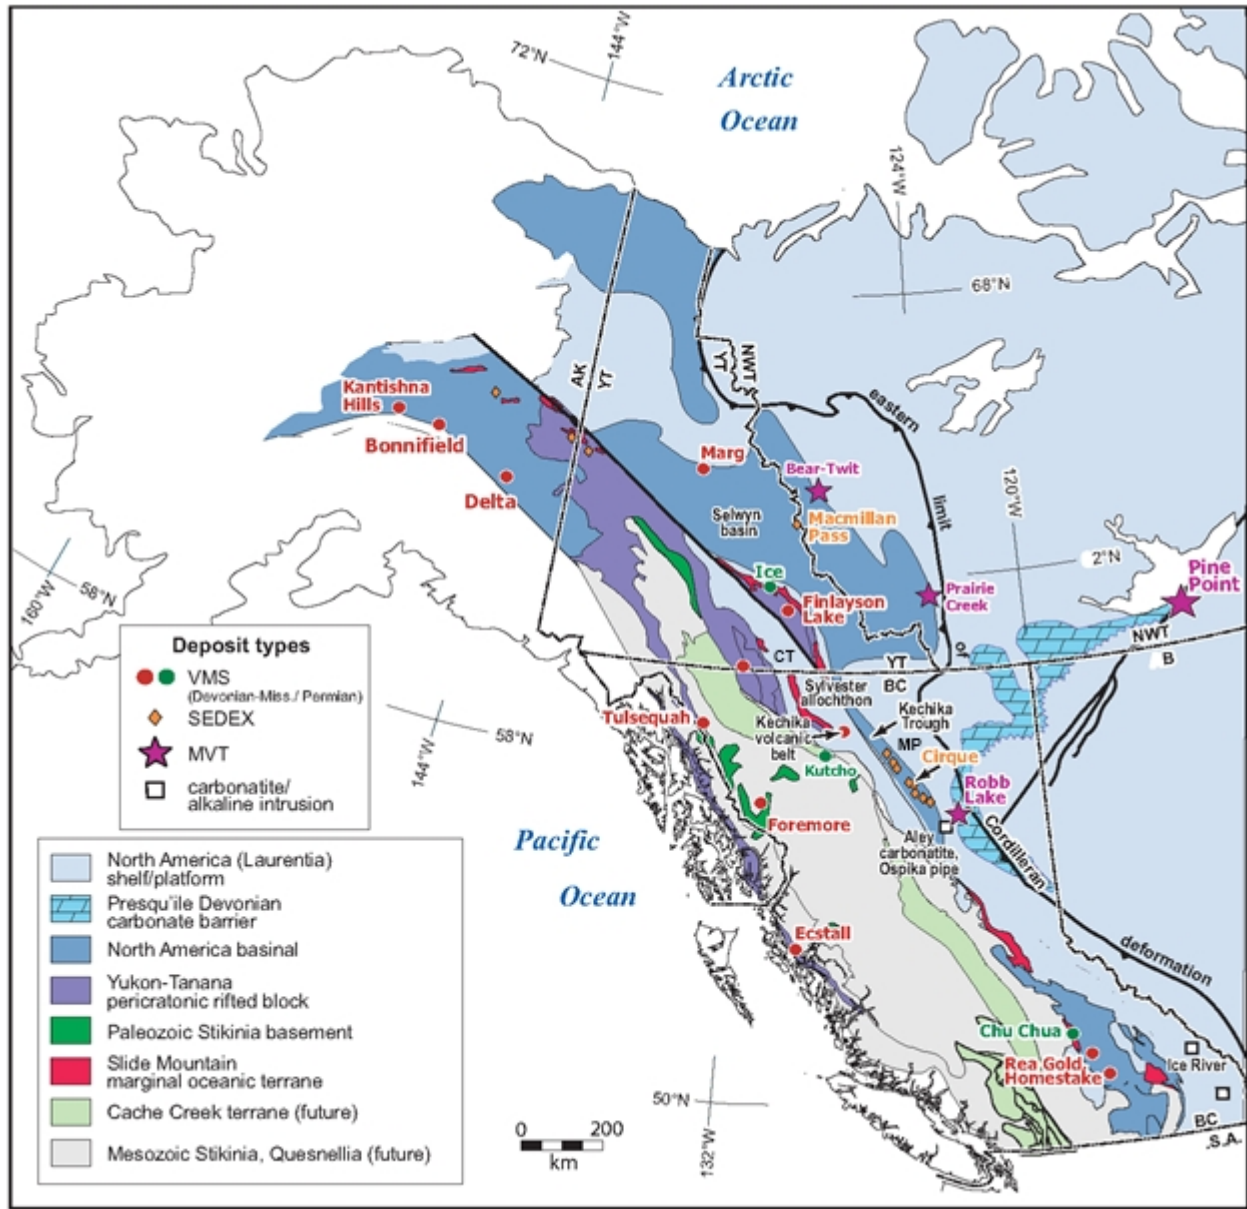 72°N
144°W
Arctic
Ocean
124°W
68°N
AK
YT
YT
NWT
eastern
limit
of
Cordilleran
deformation
Kantishna
Hills
Bonnifield
Delta
Marg
Bear-Twit
Selwyn
basin
Macmillan
Pass
120°W
2°N
Pine
Point
Prairie
Creek
Ice
Finlayson
Lake
NWT
B
160°W
58°N
CT
YT
BC
Sylvester
allochthon
Kechika
Trough
Kechika
volcanic
belt
MP
Cirque
Tulsequah
Kutcho
Robb
Lake
144°W
58°N
Foremore
Aley
carbonatite,
Ospika pipe
Pacific
Ocean
Ecstall
Chu Chua
Rea Gold,
Homestake
Ice River
BC
.S.A.
50°N
132°W
0 200
km
Deposit types
VMS
(Devonian-Miss./ Permian)
SEDEX
MVT
carbonatite/
alkaline intrusion
North America (Laurentia)
shelf/platform
Presqu'ile Devonian
carbonate barrier
North America basinal
Yukon-Tanana
pericratonic rifted block
Paleozoic Stikinia basement
Slide Mountain
marginal oceanic terrane
Cache Creek terrane (future)
Mesozoic Stikinia, Quesnellia (future)